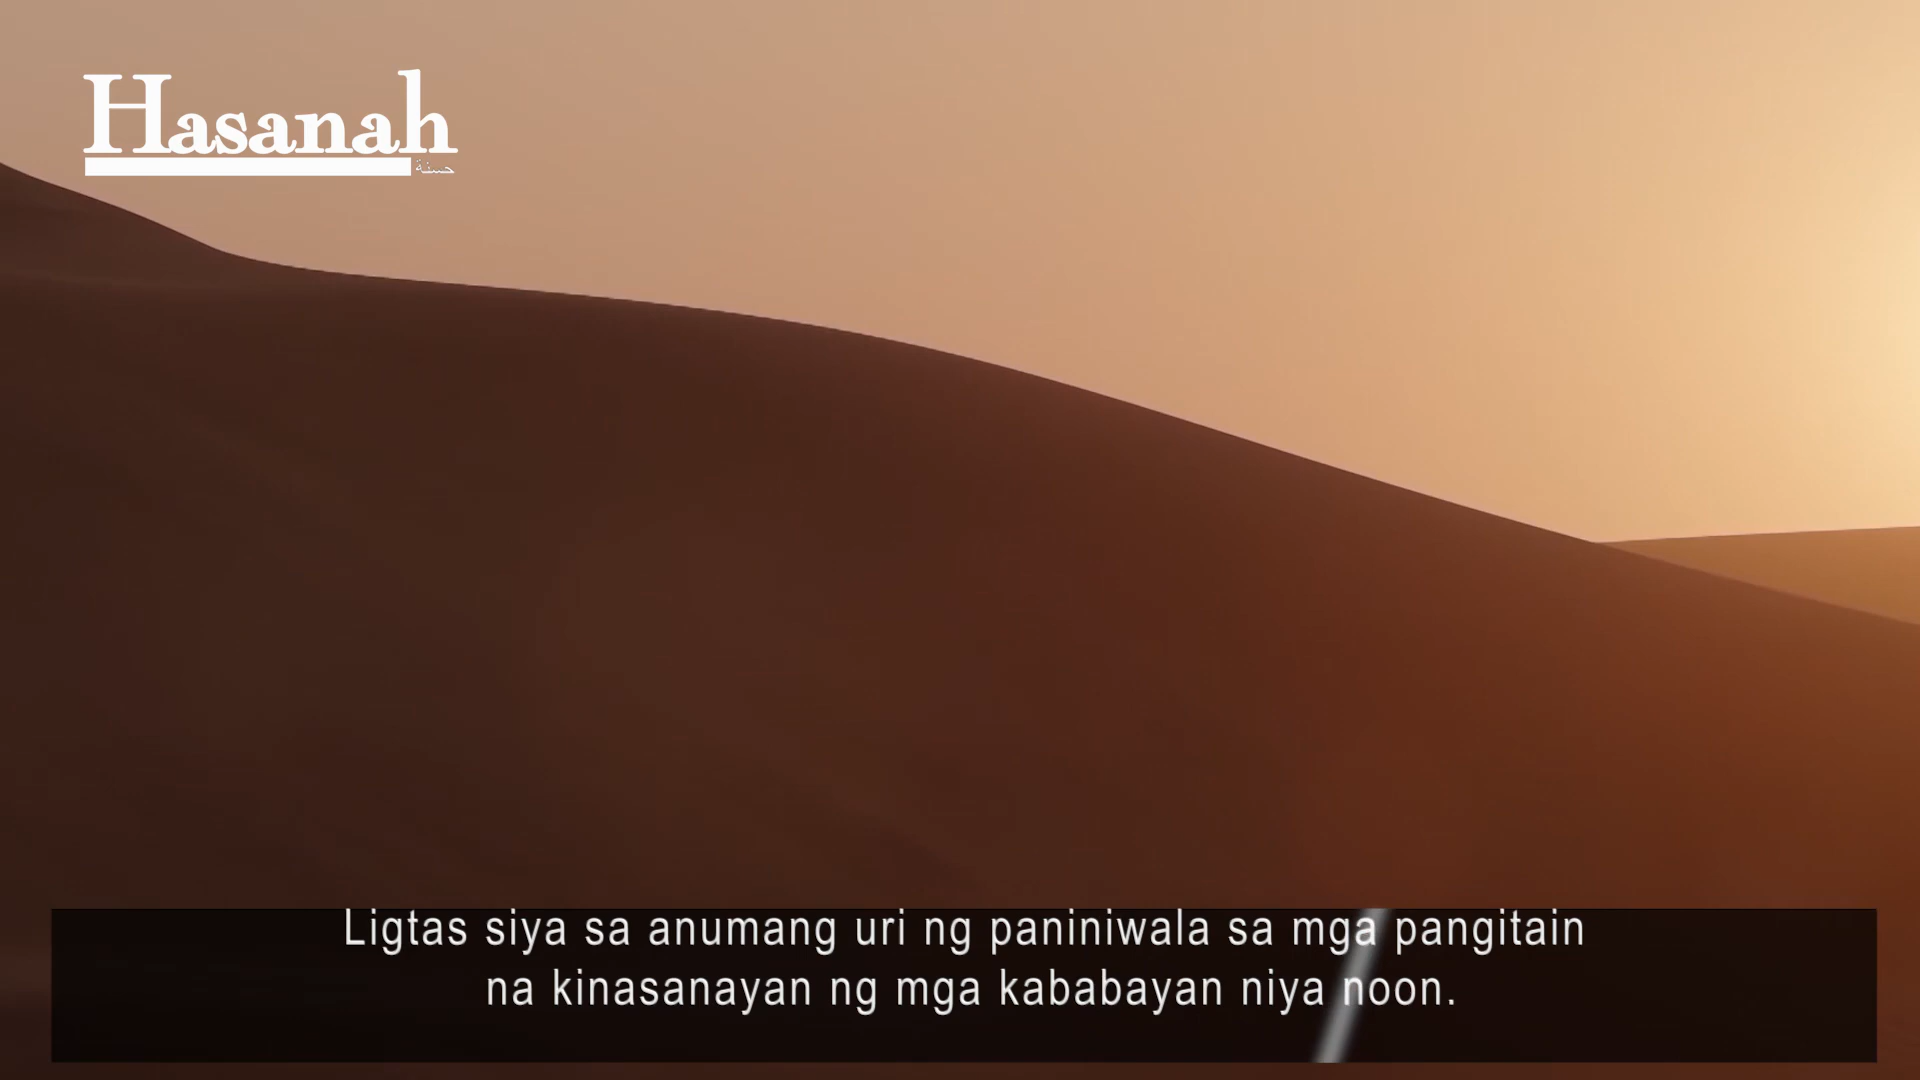 Hasanah
حسنة
Ligtas siya sa anumang uri ng paniniwala sa mga pangitain
na kinasanayan ng mga kababayan niya noon.